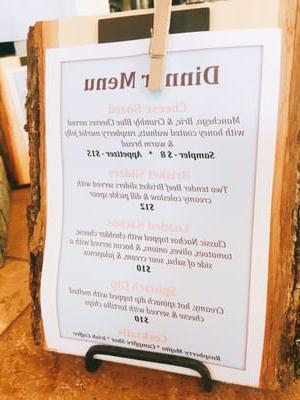 Dinner Menu
Cheese Board
Manchego, Brie, & Crumbly Blue Cheeses served
with honey coated walnuts, raspberry merlot jelly
& warm bread
Sampler - $ 8 * Appetizer - $15
Brisket Sliders
Two tender Beef Brisket sliders served with
creamy coleslaw & dill pickle spear
$12
Loaded Nachos
Classic Nachos topped with cheddar cheese,
tomatoes, olives, onions, & bacon served with a
side of salsa, sour cream, & jalapenos
$10
Spinach Dip
Creamy, hot spinach dip topped with melted
cheese & served with tortilla chips
$10
Cocktails
Raspberry Mojito * Campfire Shoe * Irish Coffee